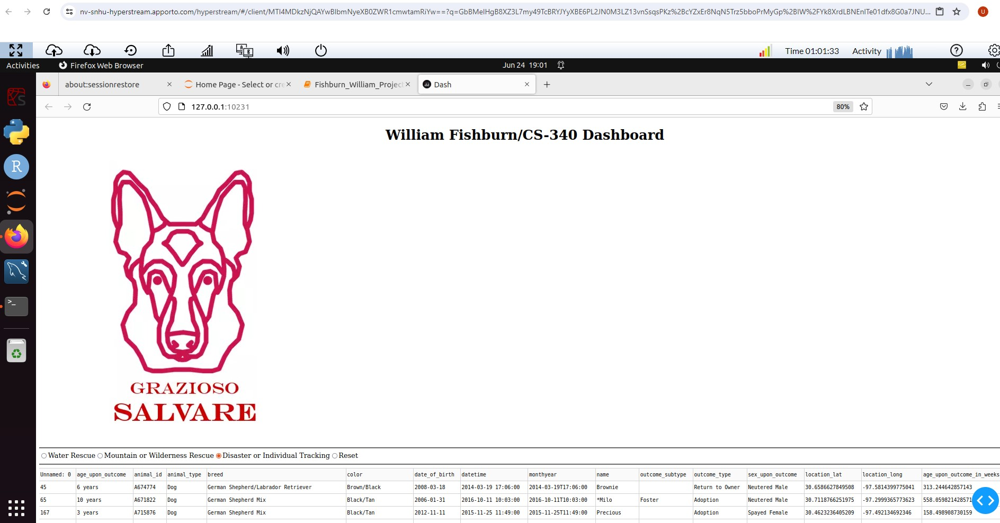 nv-snhu-hyperstream.apporto.com/hyperstream/#/client/
U
Time 01:01:33 Activity
Activities Firefox Web Browser Jun 24 19:01
about:sessionrestore Home Page - Select or cre Fishburn_William_Project Dash
127.0.0.1:10231 80%
William Fishburn/CS-340 Dashboard
GRAZIOSO
SALVARE
Water Rescue Mountain or Wilderness Rescue Disaster or Individual Tracking Reset
Unnamed: 0 age_upon_outcome animal_id animal_type breed color date_of_birth datetime monthyear name outcome_subtype outcome_type sex_upon_outcome location_lat location_long age_upon_outcome_in_weeks
45 6 years A674774 Dog German Shepherd/Labrador Retriever Brown/Black 2008-03-18 2014-03-19 17:06:00 2014-03-19T17:06:00 Brownie Return to Owner Neutered Male 30.6586627849508 -97.5814399775041 313.244642857143
65 10 years A671822 Dog German Shepherd Mix Black/Tan 2006-01-31 2016-10-11 10:03:00 2016-10-11T10:03:00 *Milo Foster Adoption Neutered Male 30.7118766251975 -97.2999365773623 558.059821428571
167 3 years A715876 Dog German Shepherd Mix Black/Tan 2012-11-11 2015-11-25 11:49:00 2015-11-25T11:49:00 Precious Adoption Spayed Female 30.4623236405209 -97.492134692346 158.498908730159